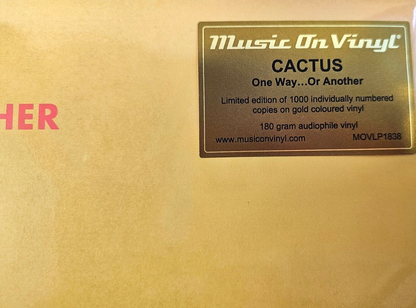 Music On Vinyl®
CACTUS
One Way...Or Another
HER
Limited edition of 1000 individually numbered
copies on gold coloured vinyl
180 gram audiophile vinyl
www.musiconvinyl.com MOVLP1838